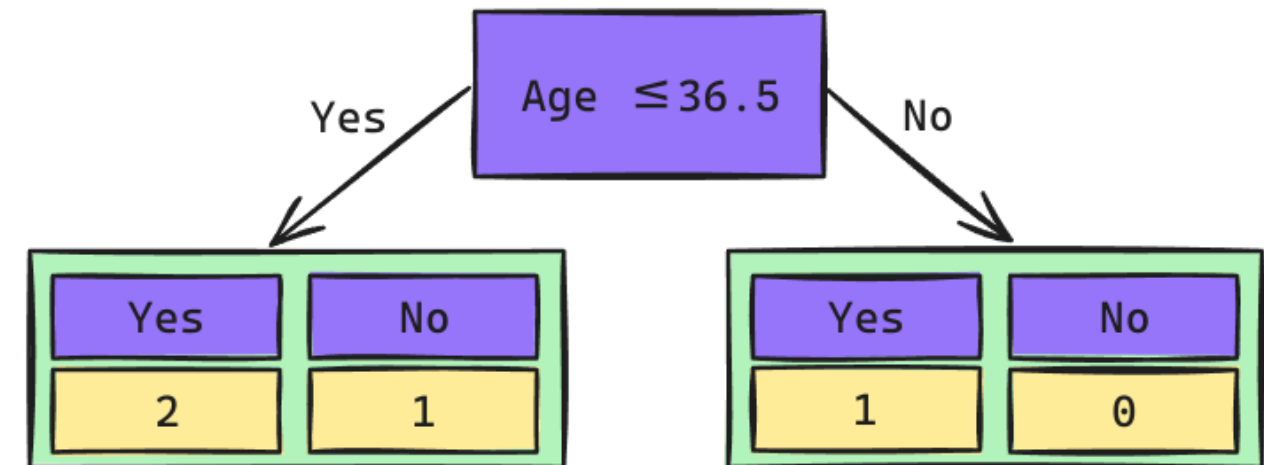 Age ≤36.5
Yes
No
Yes No
Yes No
2 1
1 0